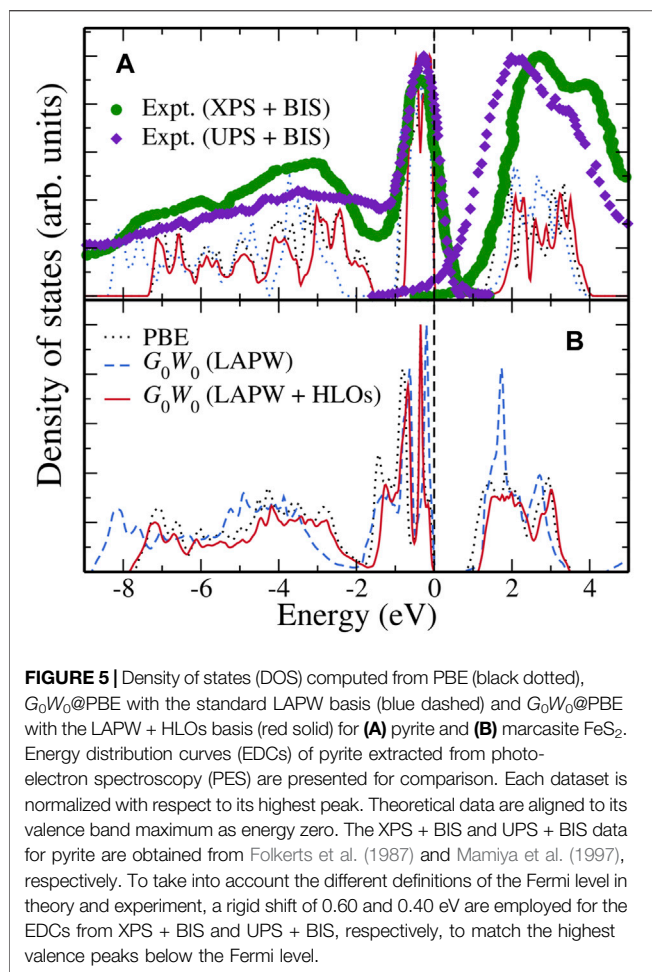 A
Expt. (XPS + BIS)
Expt. (UPS + BIS)
Density of states (arb. units)
PBE
G₀W₀ (LAPW)
G₀W₀ (LAPW + HLOs)
B
-8 -6 -4 -2 0 2 4
Energy (eV)
FIGURE 5 | Density of states (DOS) computed from PBE (black dotted),
G₀W₀@PBE with the standard LAPW basis (blue dashed) and G₀W₀@PBE
with the LAPW + HLOs basis (red solid) for (A) pyrite and (B) marcasite FeS₂.
Energy distribution curves (EDCs) of pyrite extracted from photo-
electron spectroscopy (PES) are presented for comparison. Each dataset is
normalized with respect to its highest peak. Theoretical data are aligned to its
valence band maximum as energy zero. The XPS + BIS and UPS + BIS data
for pyrite are obtained from Folkerts et al. (1987) and Mamiya et al. (1997),
respectively. To take into account the different definitions of the Fermi level in
theory and experiment, a rigid shift of 0.60 and 0.40 eV are employed for the
EDCs from XPS + BIS and UPS + BIS, respectively, to match the highest
valence peaks below the Fermi level.